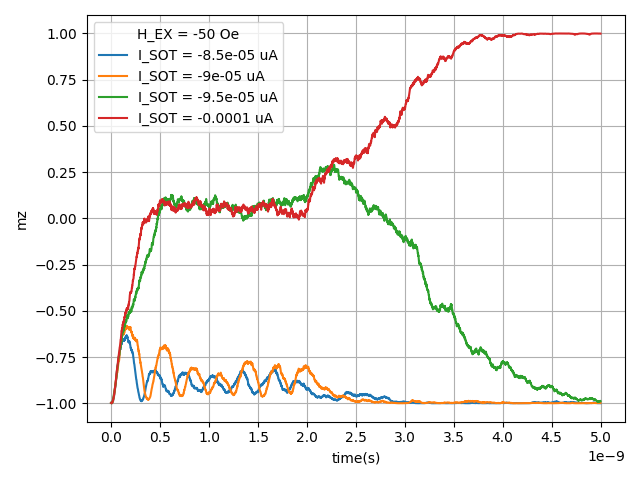 H_EX = -50 Oe
I_SOT = -8.5e-05 uA
I_SOT = -9e-05 uA
I_SOT = -9.5e-05 uA
I_SOT = -0.0001 uA
1.00
0.75
0.50
0.25
0.00
−0.25
−0.50
−0.75
−1.00
mz
0.0 0.5 1.0 1.5 2.0 2.5 3.0 3.5 4.0 4.5 5.0
time(s)
1e−9